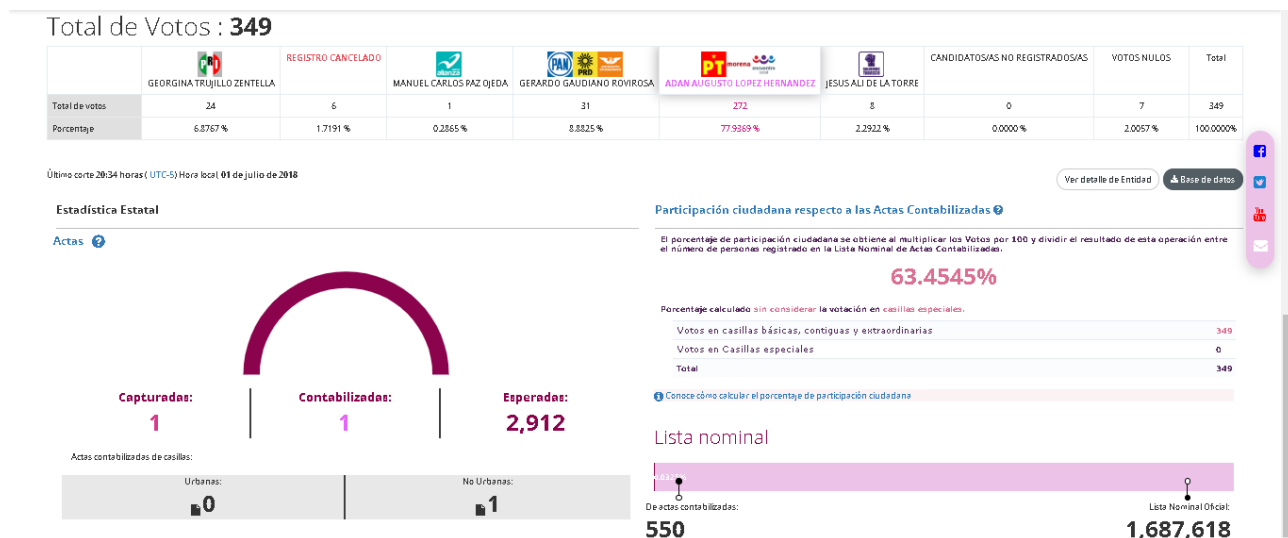 Total de Votos : 349
PRI
REGISTRO CANCELADO
alianza
PAN PRD
PT morena encuentro social
CANDIDATOS/AS NO REGISTRADOS/AS
VOTOS NULOS
Total
GEORGINA TRUJILLO ZENTELLA
MANUEL CARLOS PAZ OJEDA
GERARDO GAUDIANO ROVIROSA
ADAN AUGUSTO LOPEZ HERNANDEZ
JESUS ALI DE LA TORRE
Total de votos 24 6 1 31 272 8 0 7 349
Porcentaje 6.8767 % 1.7191 % 0.2865 % 8.8825 % 77.9369 % 2.2922 % 0.0000 % 2.0057 % 100.0000%
Último corte 20:34 horas ( UTC-5) Hora local, 01 de julio de 2018
Ver detalle de Entidad
Base de datos
Estadística Estatal
Actas ?
Capturadas: Contabilizadas: Esperadas:
1 1 2,912
Actas contabilizadas de casillas:
Urbanas: No Urbanas:
0 1
Participación ciudadana respecto a las Actas Contabilizadas ?
El porcentaje de participación ciudadana se obtiene al multiplicar los Votos por 100 y dividir el resultado de esta operación entre
el número de personas registrado en la Lista Nominal de Actas Contabilizadas.
63.4545%
Porcentaje calculado sin considerar la votación en casillas especiales.
Votos en casillas básicas, contiguas y extraordinarias 349
Votos en Casillas especiales 0
Total 349
Conoce cómo calcular el porcentaje de participación ciudadana
Lista nominal
De actas contabilizadas: Lista Nominal Oficial:
550 1,687,618